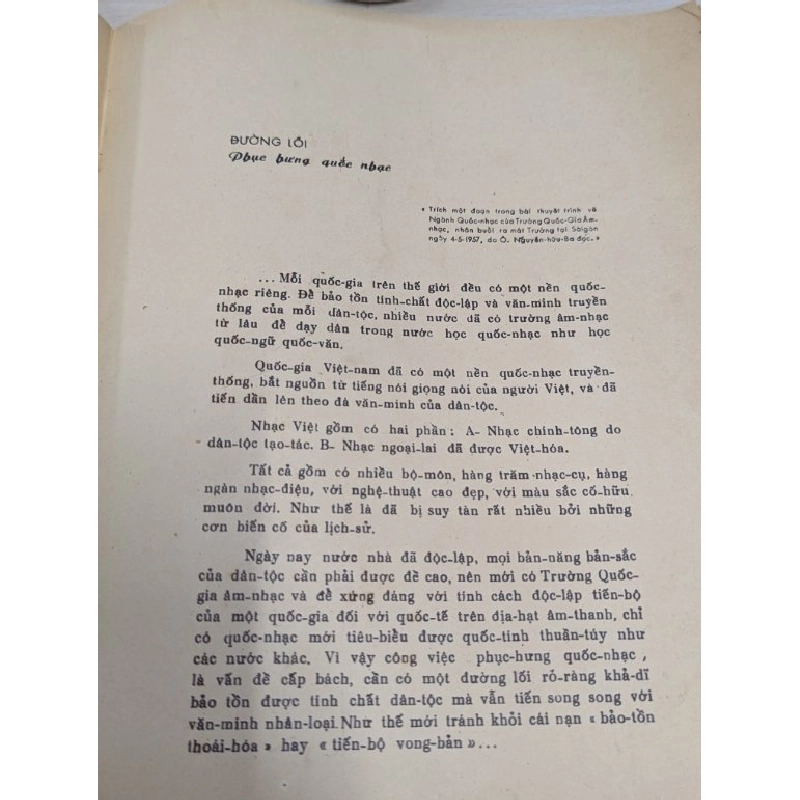 ĐƯỜNG LỐI
Phục hưng quốc nhạc
« Trích một đoạn trong bài thuyết trình về
Ngành Quốc-nhạc của Trường Quốc-Gia Âm-
nhạc, nhân buổi ra mắt Trường tại Sàigòn
ngày 4-5-1957, do Ô. Nguyễn-hữu-Ba đọc. »
...Mỗi quốc-gia trên thế giới đều có một nền quốc-
nhạc riêng. Để bảo tồn tính-chất độc-lập và văn-minh truyền
thống của mỗi dân-tộc, nhiều nước đã có trường âm-nhạc
từ lâu để dạy dân trong nước học quốc-nhạc như học
quốc-ngữ quốc-văn.
Quốc-gia Việt-nam đã có một nền quốc-nhạc truyền-
thống, bắt nguồn từ tiếng nói giọng nói của người Việt, và đã
tiến dần lên theo đà văn-minh của dân-tộc.
Nhạc Việt gồm có hai phần: A- Nhạc chính-tông do
dân-tộc tạo-tác. B- Nhạc ngoại-lai đã được Việt-hóa.
Tất cả gồm có nhiều bộ-môn, hàng trăm nhạc-cụ, hàng
ngàn nhạc-điệu, với nghệ-thuật cao đẹp, với màu sắc cố-hữu
muôn đời. Như thế là đã bị suy tàn rất nhiều bởi những
cơn biến cố của lịch-sử.
Ngày nay nước nhà đã độc-lập, mọi bản-năng bản-sắc
của dân-tộc cần phải được đề cao, nên mới có Trường Quốc-
gia âm-nhạc và để xứng đáng với tính cách độc-lập tiến-bộ
của một quốc-gia đối với quốc-tế trên địa-hạt âm-thanh, chỉ
có quốc-nhạc mới tiêu-biểu được quốc-tính thuần-túy như
các nước khác. Vì vậy công việc phục-hưng quốc-nhạc,
là vấn đề cấp bách, cần có một đường lối rõ-ràng khả-dĩ
bảo tồn được tính chất dân-tộc mà vẫn tiến song song với
văn-minh nhân-loại. Như thế mới tránh khỏi cái nạn « bảo-tồn
thoái-hóa » hay « tiến-bộ vong-bản »...